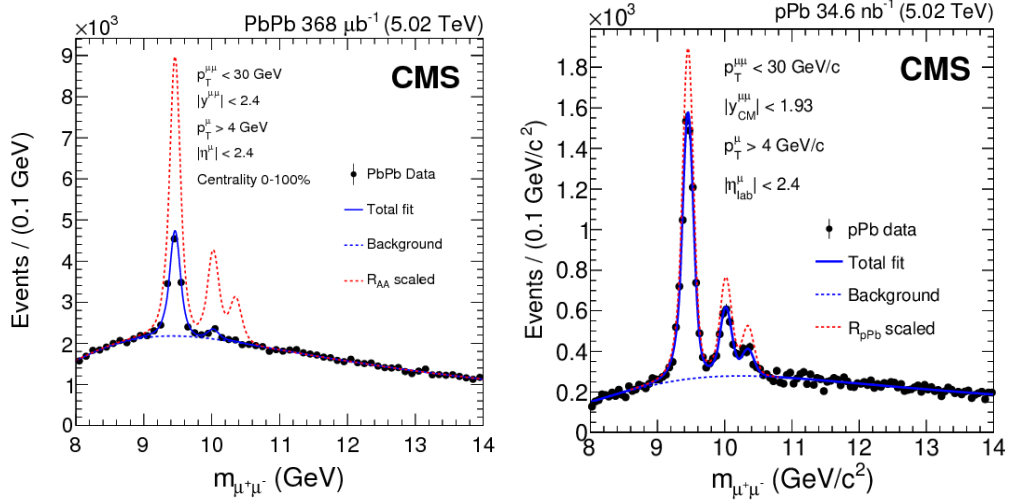 ×10³
PbPb 368 μb⁻¹ (5.02 TeV)
CMS
p_T^μμ < 30 GeV
|y^μμ| < 2.4
p_T^μ > 4 GeV
|η^μ| < 2.4
Centrality 0-100%
PbPb Data
Total fit
Background
R_AA scaled
Events / (0.1 GeV)
9
8
7
6
5
4
3
2
1
0
8 9 10 11 12 13 14
m_μ⁺μ⁻ (GeV)
×10³
pPb 34.6 nb⁻¹ (5.02 TeV)
CMS
p_T^μμ < 30 GeV/c
|y_CM^μμ| < 1.93
p_T^μ > 4 GeV/c
|η_lab^μ| < 2.4
pPb data
Total fit
Background
R_pPb scaled
Events / (0.1 GeV/c²)
1.8
1.6
1.4
1.2
1
0.8
0.6
0.4
0.2
0
8 9 10 11 12 13 14
m_μ⁺μ⁻ (GeV/c²)